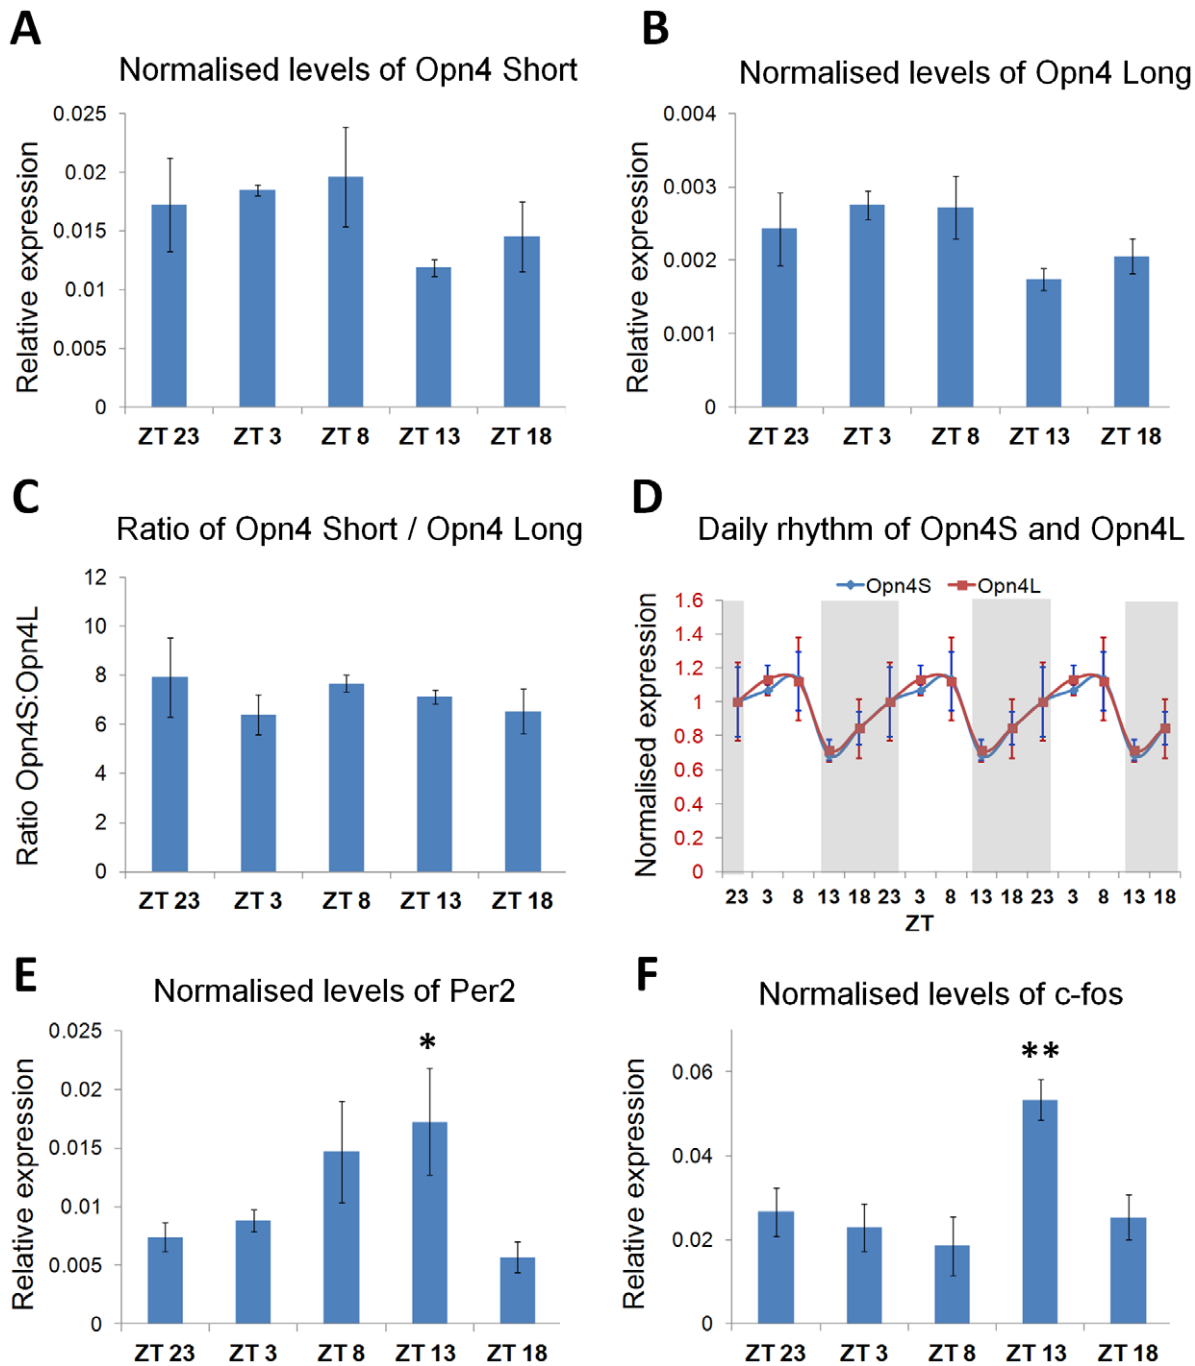 A
Normalised levels of Opn4 Short
Relative expression
0.025
0.02
0.015
0.01
0.005
0
ZT 23 ZT 3 ZT 8 ZT 13 ZT 18
B
Normalised levels of Opn4 Long
Relative expression
0.004
0.003
0.002
0.001
0
ZT 23 ZT 3 ZT 8 ZT 13 ZT 18
C
Ratio of Opn4 Short / Opn4 Long
Ratio Opn4S:Opn4L
12
10
8
6
4
2
0
ZT 23 ZT 3 ZT 8 ZT 13 ZT 18
D
Daily rhythm of Opn4S and Opn4L
Opn4S Opn4L
Normalised expression
1.6
1.4
1.2
1
0.8
0.6
0.4
0.2
0
23 3 8 13 18 23 3 8 13 18 23 3 8 13 18
ZT
E
Normalised levels of Per2
Relative expression
0.025
0.02
0.015
0.01
0.005
0
*
ZT 23 ZT 3 ZT 8 ZT 13 ZT 18
F
Normalised levels of c-fos
Relative expression
0.06
0.04
0.02
0
**
ZT 23 ZT 3 ZT 8 ZT 13 ZT 18